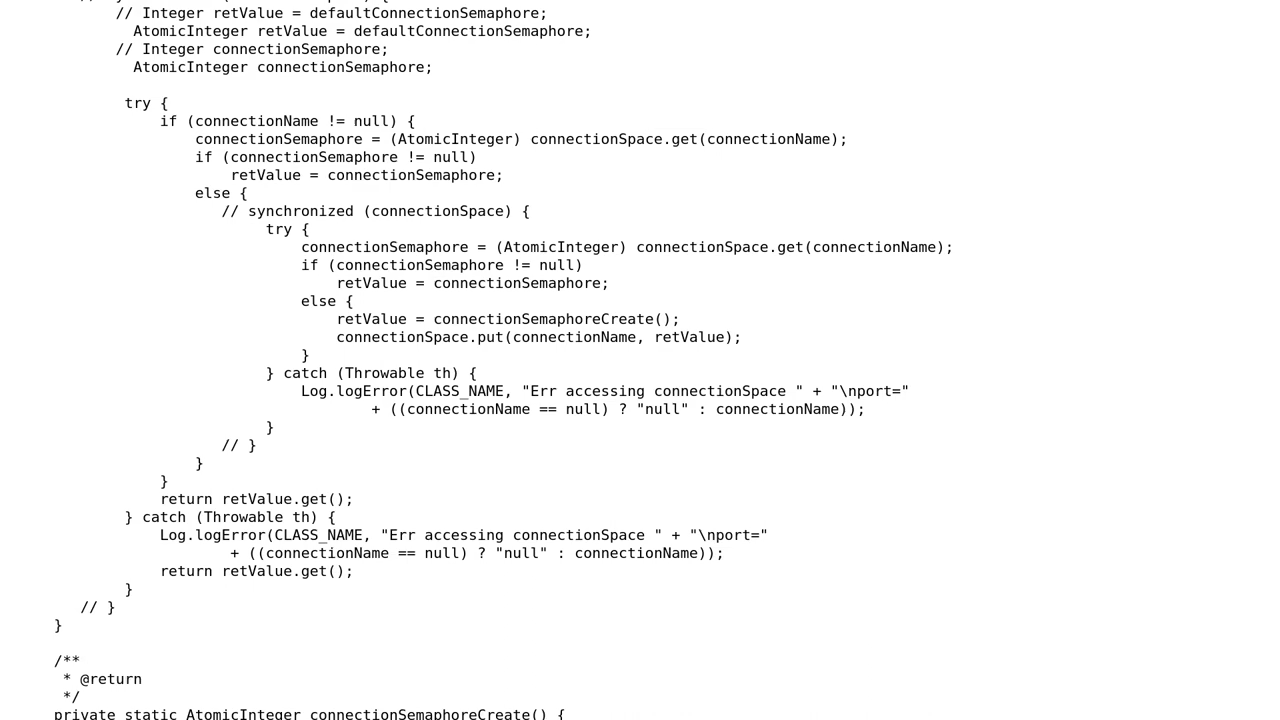 // Integer retValue = defaultConnectionSemaphore;
AtomicInteger retValue = defaultConnectionSemaphore;
// Integer connectionSemaphore;
AtomicInteger connectionSemaphore;
try {
if (connectionName != null) {
connectionSemaphore = (AtomicInteger) connectionSpace.get(connectionName);
if (connectionSemaphore != null)
retValue = connectionSemaphore;
else {
// synchronized (connectionSpace) {
try {
connectionSemaphore = (AtomicInteger) connectionSpace.get(connectionName);
if (connectionSemaphore != null)
retValue = connectionSemaphore;
else {
retValue = connectionSemaphoreCreate();
connectionSpace.put(connectionName, retValue);
}
} catch (Throwable th) {
Log.logError(CLASS_NAME, "Err accessing connectionSpace " + "\nport="
+ ((connectionName == null) ? "null" : connectionName));
}
// }
}
}
return retValue.get();
} catch (Throwable th) {
Log.logError(CLASS_NAME, "Err accessing connectionSpace " + "\nport="
+ ((connectionName == null) ? "null" : connectionName));
return retValue.get();
}
// }
}
/**
* @return
*/
private static AtomicInteger connectionSemaphoreCreate() {